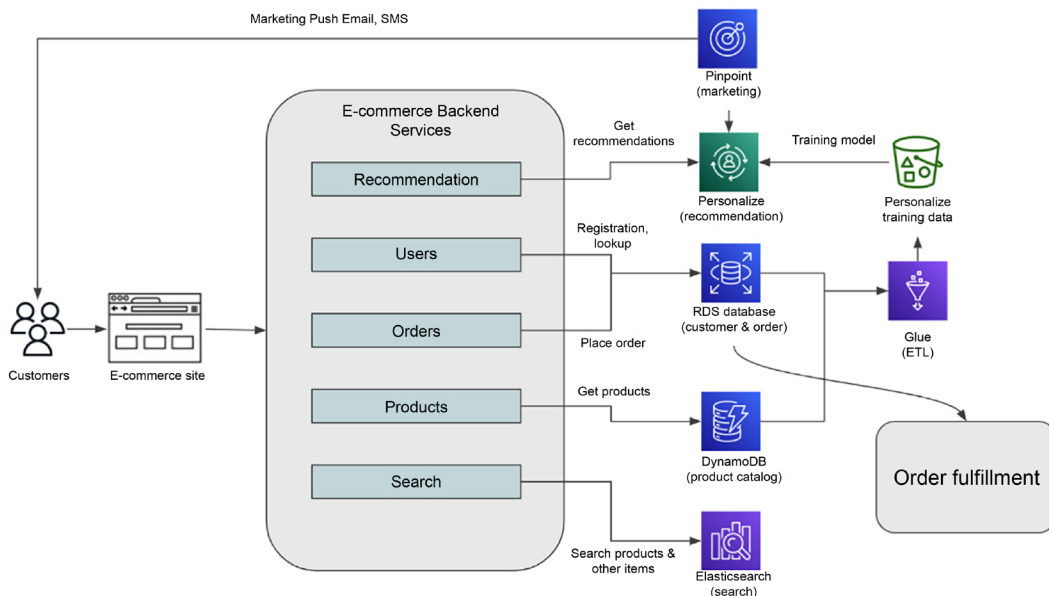 Marketing Push Email, SMS
Pinpoint
(marketing)
E-commerce Backend
Services
Get
recommendations
Training model
Recommendation
Personalize
(recommendation)
Personalize
training data
Registration,
lookup
Users
RDS database
(customer & order)
Glue
(ETL)
Orders
Place order
Customers
E-commerce site
Get products
Products
DynamoDB
(product catalog)
Order fulfillment
Search
Search products &
other items
Elasticsearch
(search)